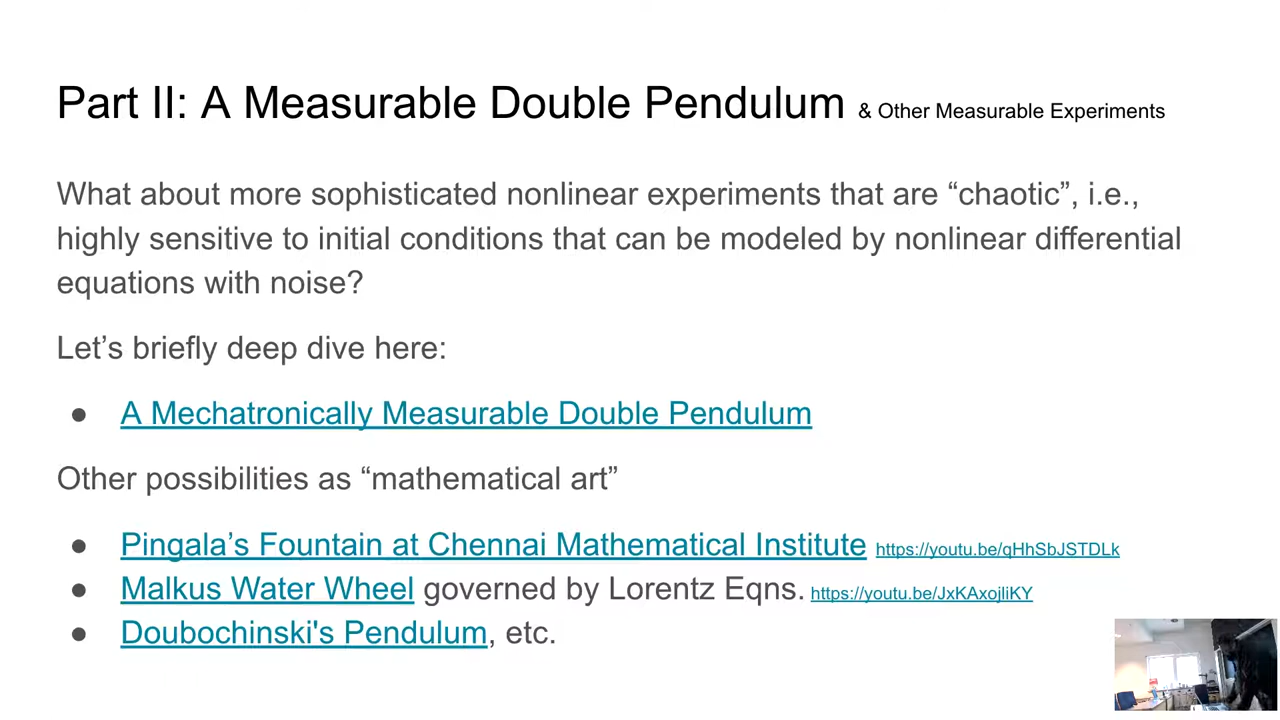 Part II: A Measurable Double Pendulum & Other Measurable Experiments
What about more sophisticated nonlinear experiments that are “chaotic”, i.e.,
highly sensitive to initial conditions that can be modeled by nonlinear differential
equations with noise?
Let’s briefly deep dive here:
● A Mechatronically Measurable Double Pendulum
Other possibilities as “mathematical art”
● Pingala’s Fountain at Chennai Mathematical Institute https://youtu.be/qHhSbJSTDLk
● Malkus Water Wheel governed by Lorentz Eqns. https://youtu.be/JxKAxojliKY
● Doubochinski's Pendulum, etc.